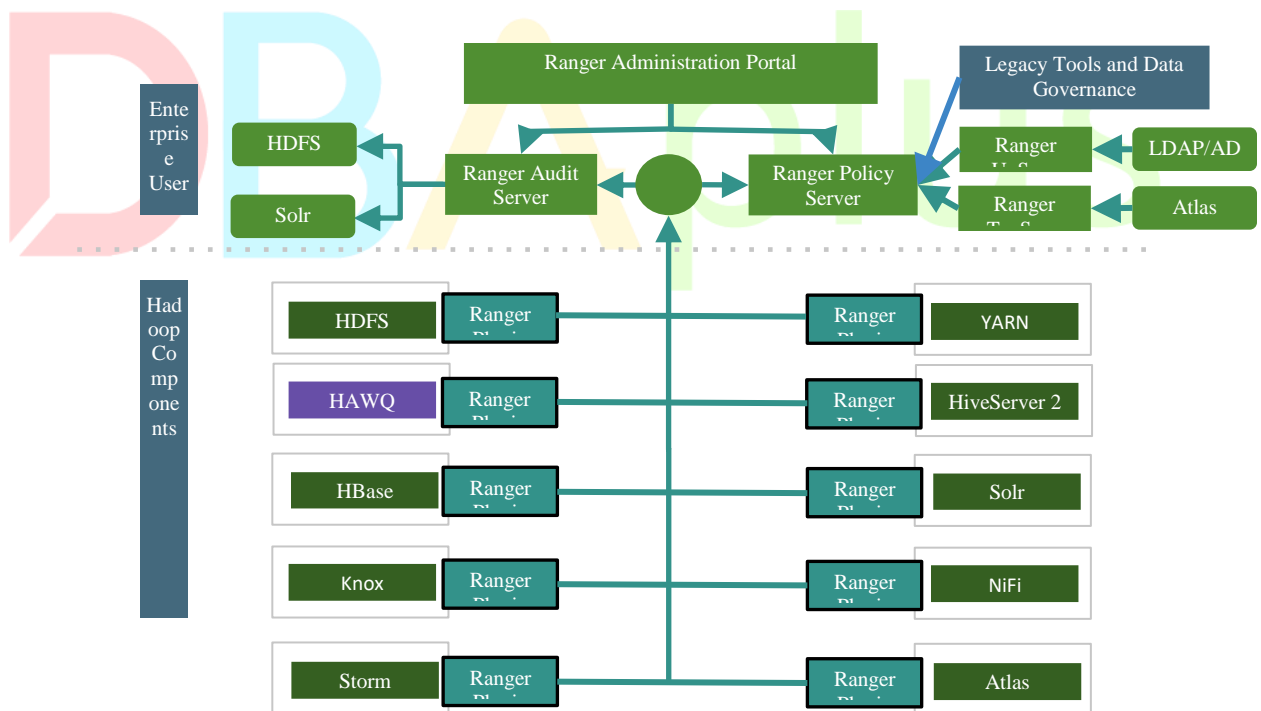 DBAplus
Ranger Administration Portal
Legacy Tools and Data
Governance
Ente
rpris
e
User
HDFS
Solr
Ranger Audit
Server
Ranger Policy
Server
Ranger
LDAP/AD
Ranger
Atlas
Had
oop
Co
mp
one
nts
HDFS
Ranger
Ranger
YARN
HAWQ
Ranger
Ranger
HiveServer 2
HBase
Ranger
Ranger
Solr
Knox
Ranger
Ranger
NiFi
Storm
Ranger
Ranger
Atlas